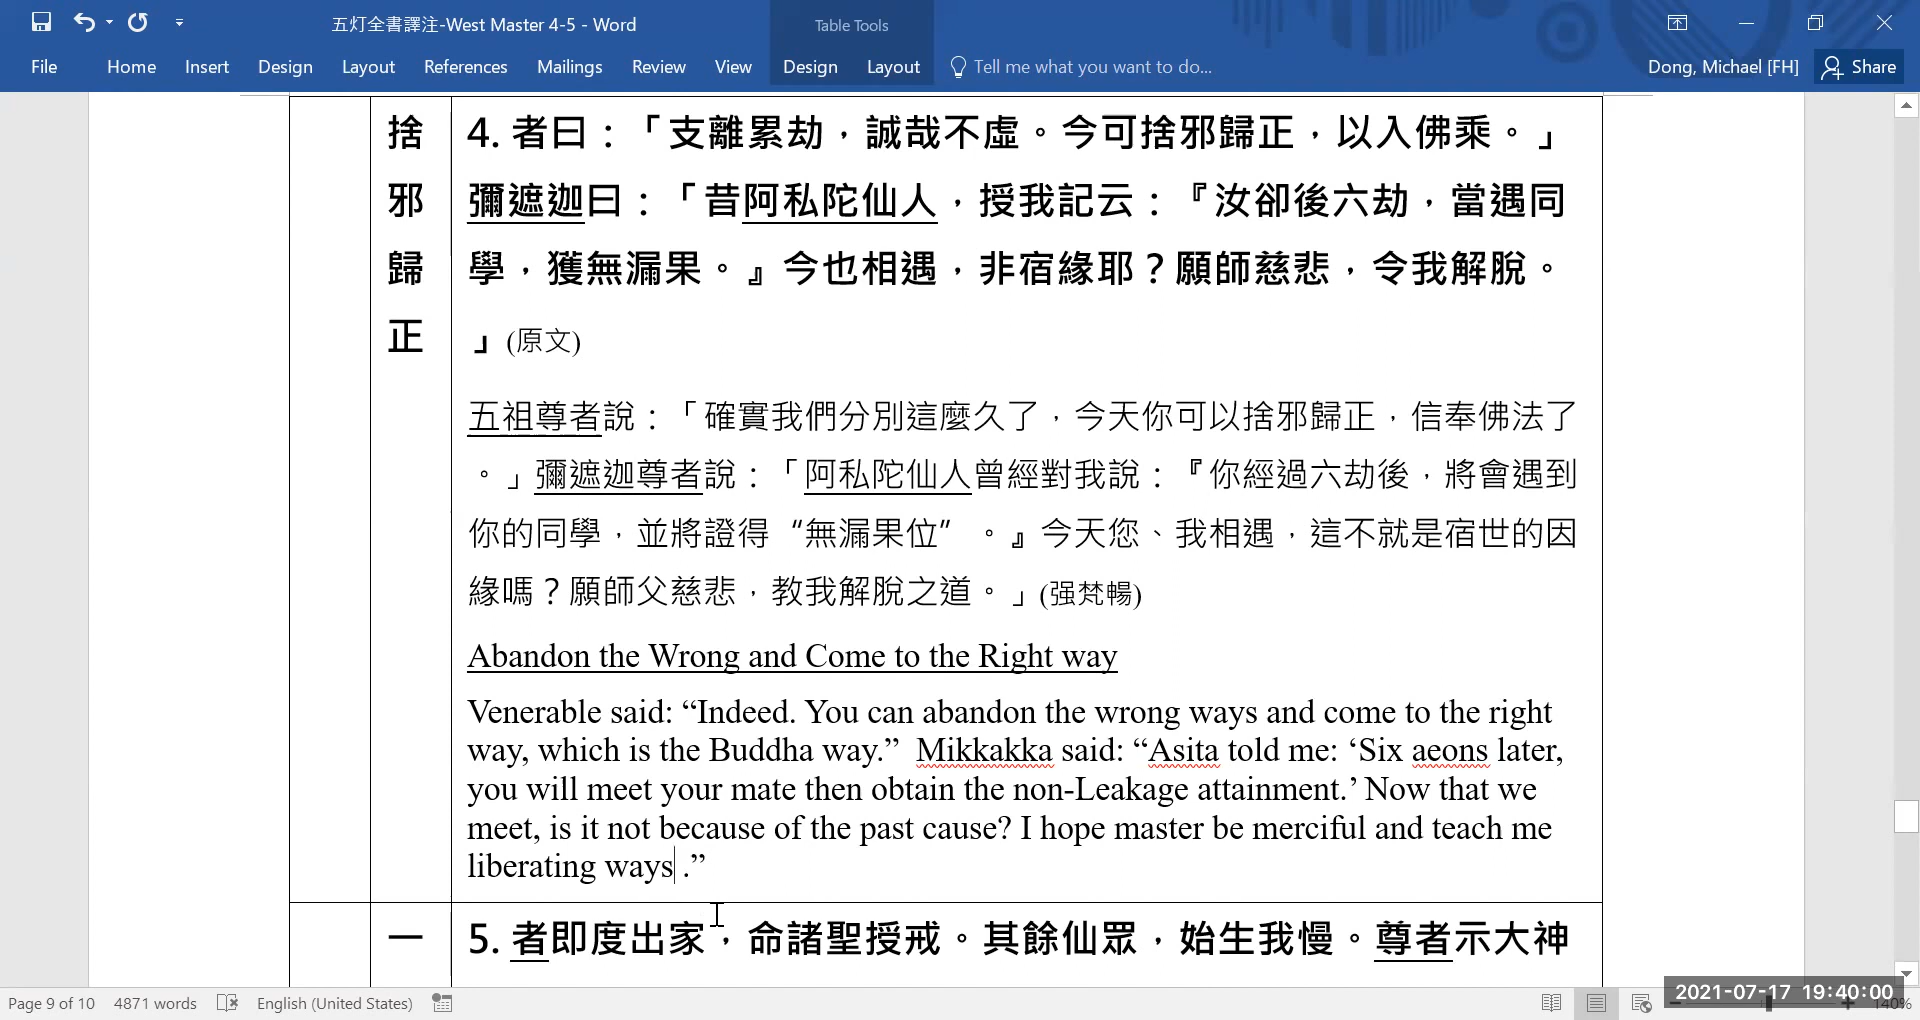 五灯全書譯注-West Master 4-5 - Word
Table Tools
File Home Insert Design Layout References Mailings Review View Design Layout Tell me what you want to do... Dong, Michael [FH] Share
捨
邪
歸
正
4. 者曰：「支離累劫，誠哉不虛。今可捨邪歸正，以入佛乘。」
彌遮迦曰：「昔阿私陀仙人，授我記云：『汝卻後六劫，當遇同
學，獲無漏果。』今也相遇，非宿緣耶？願師慈悲，令我解脫。
」(原文)
五祖尊者說：「確實我們分別這麼久了，今天你可以捨邪歸正，信奉佛法了
。」彌遮迦尊者說：「阿私陀仙人曾經對我說：『你經過六劫後，將會遇到
你的同學，並將證得“無漏果位”。』今天您、我相遇，這不就是宿世的因
緣嗎？願師父慈悲，教我解脫之道。」(强梵暢)
Abandon the Wrong and Come to the Right way
Venerable said: “Indeed. You can abandon the wrong ways and come to the right
way, which is the Buddha way.” Mikkakka said: “Asita told me: ‘Six aeons later,
you will meet your mate then obtain the non-Leakage attainment.’ Now that we
meet, is it not because of the past cause? I hope master be merciful and teach me
liberating ways .”
一
5. 者即度出家，命諸聖授戒。其餘仙眾，始生我慢。尊者示大神
Page 9 of 10 4871 words English (United States) 140%
2021-07-17 19:40:00